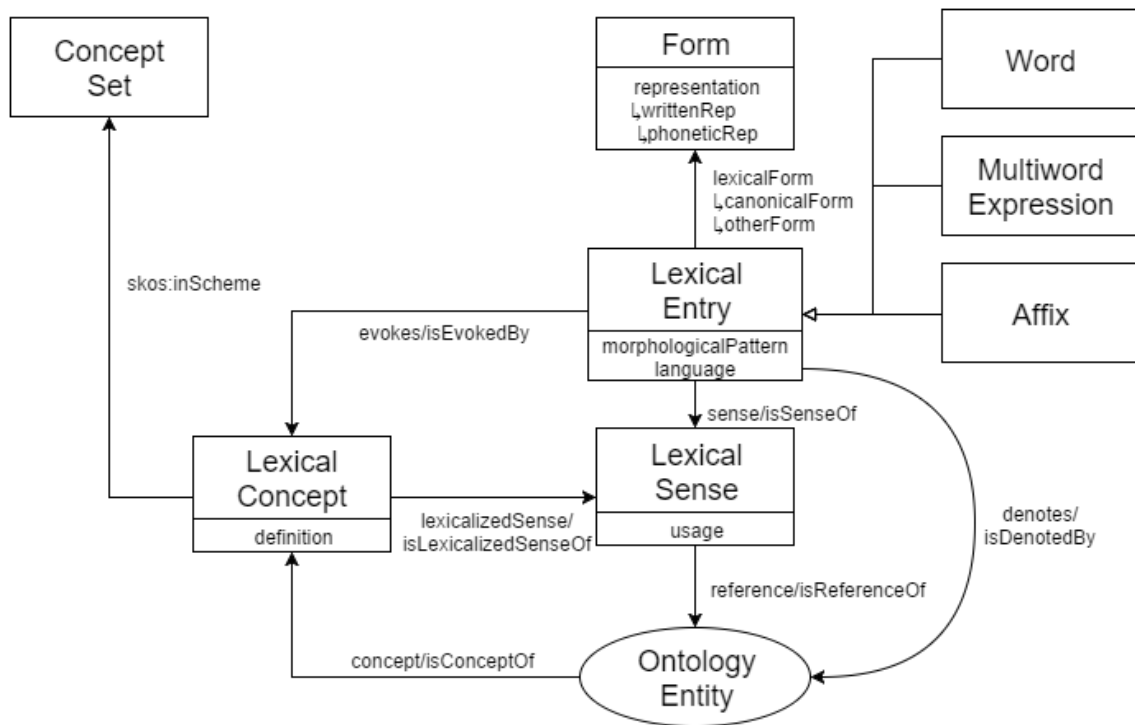 Concept
Set
Form
representation
↳writtenRep
↳phoneticRep
Word
Multiword
Expression
Affix
lexicalForm
↳canonicalForm
↳otherForm
skos:inScheme
Lexical
Entry
morphologicalPattern
language
evokes/isEvokedBy
sense/isSenseOf
Lexical
Concept
definition
lexicalizedSense/
isLexicalizedSenseOf
Lexical
Sense
usage
denotes/
isDenotedBy
reference/isReferenceOf
concept/isConceptOf
Ontology
Entity